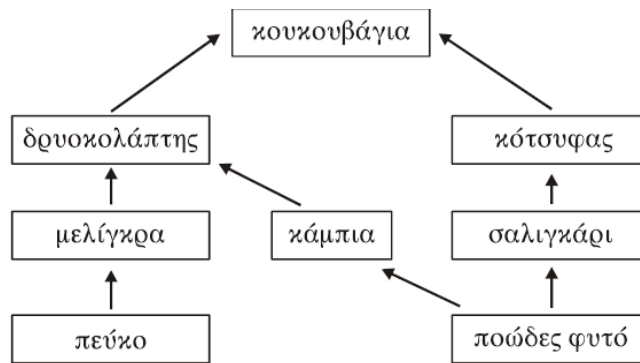 κουκουβάγια
δρυοκολάπτης
κότσυφας
μελίγκρα
κάμπια
σαλιγκάρι
πεύκο
ποώδες φυτό